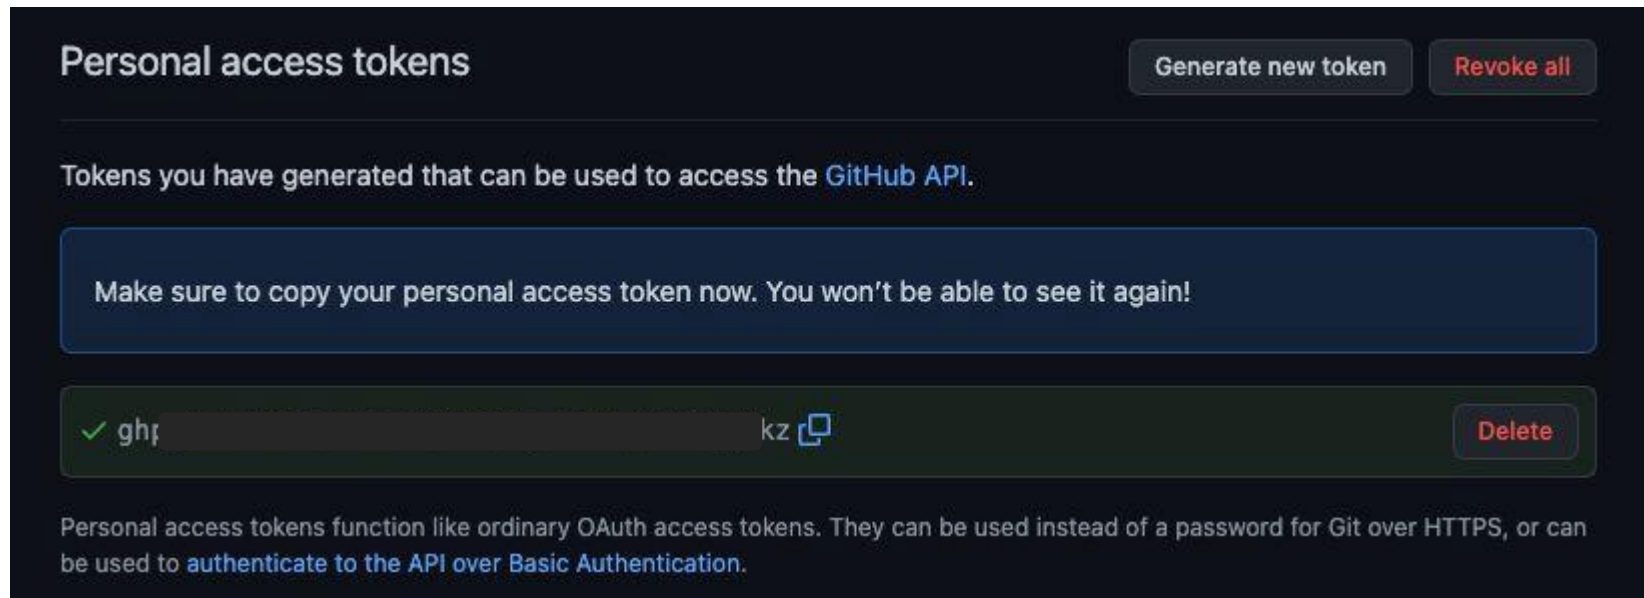 Personal access tokens
Generate new token
Revoke all
Tokens you have generated that can be used to access the GitHub API.
Make sure to copy your personal access token now. You won't be able to see it again!
ghp
kz
Delete
Personal access tokens function like ordinary OAuth access tokens. They can be used instead of a password for Git over HTTPS, or can
be used to authenticate to the API over Basic Authentication.